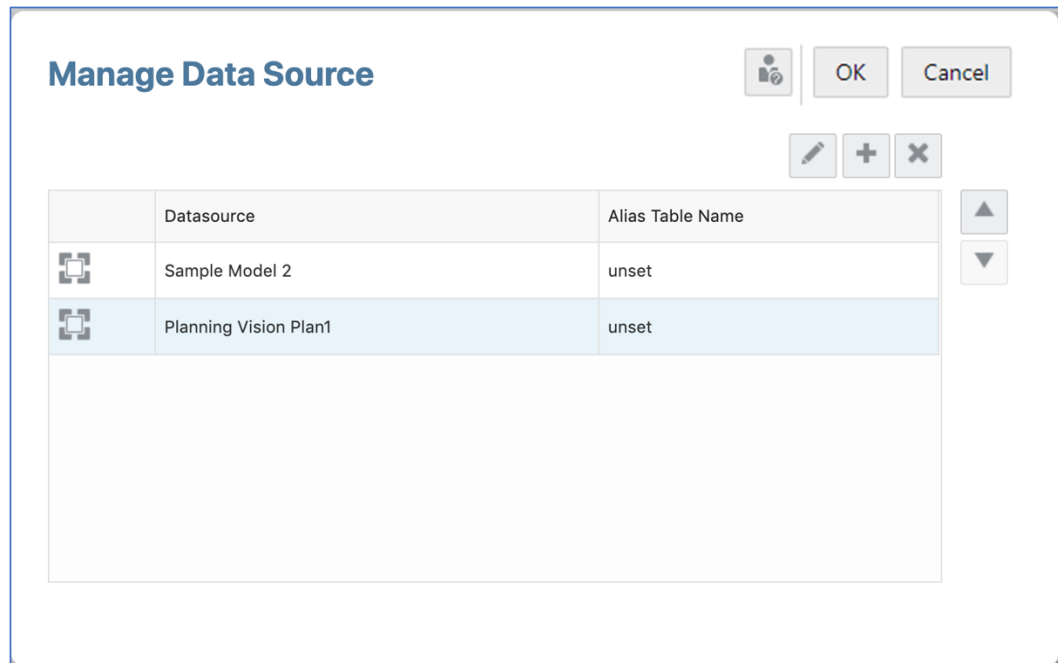 Manage Data Source
OK
Cancel
Datasource
Alias Table Name
Sample Model 2
unset
Planning Vision Plan1
unset